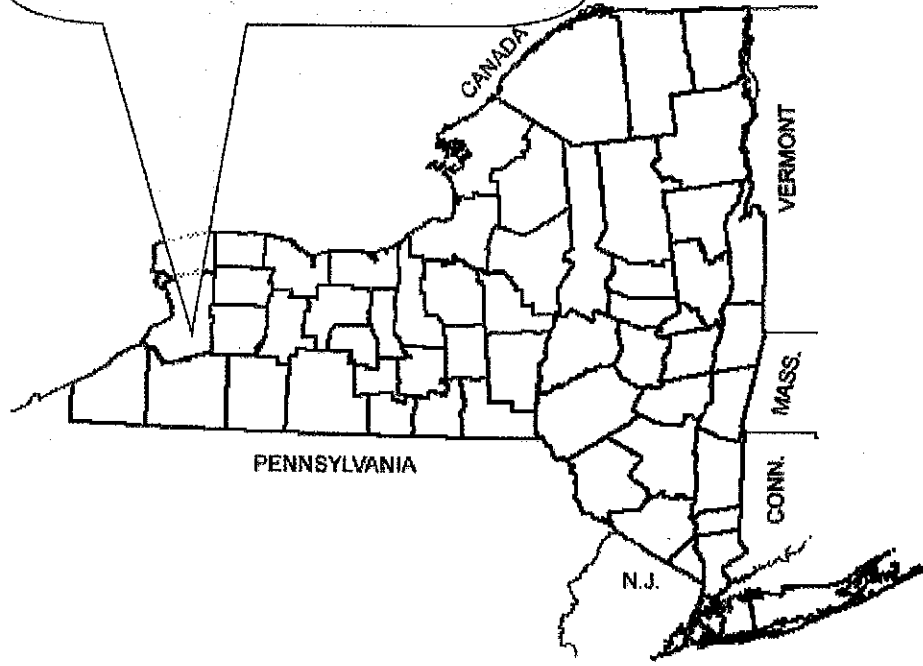 CANADA
VERMONT
MASS.
PENNSYLVANIA
CONN.
N.J.